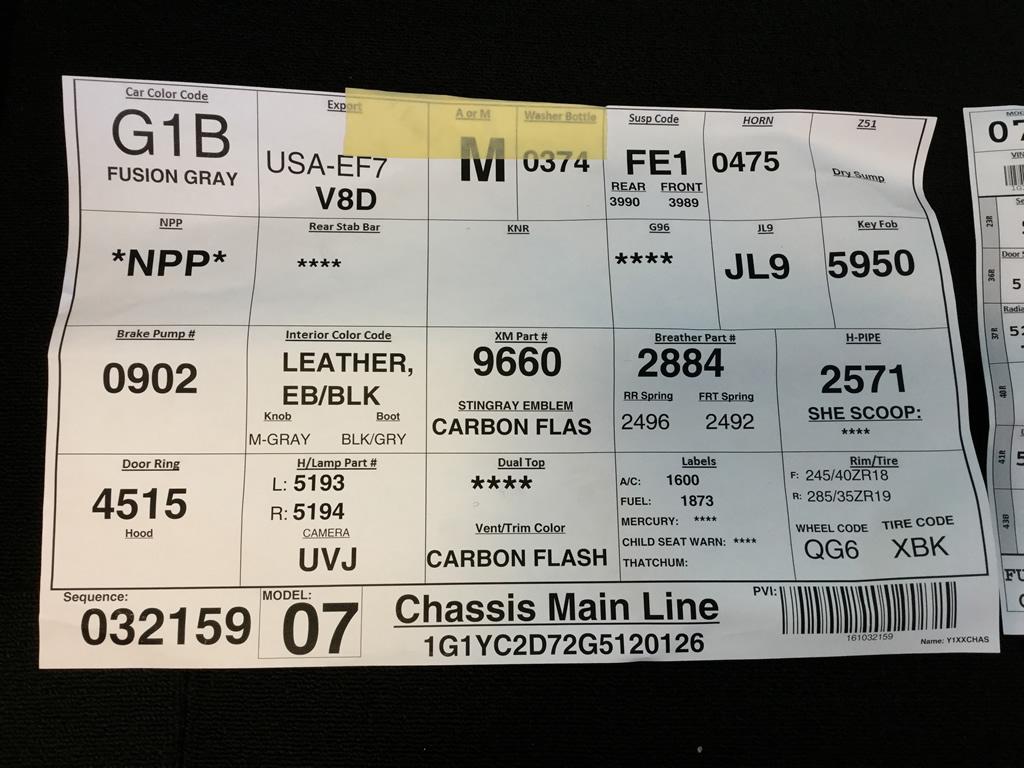 Car Color Code
G1B
FUSION GRAY
Export
USA-EF7
V8D
A or M
M
Washer Bottle
0374
Susp Code
FE1
REAR FRONT
3990 3989
HORN
0475
Z51
Dry Sump
NPP
*NPP*
Rear Stab Bar
****
KNR
G96
****
JL9
JL9
Key Fob
5950
Brake Pump #
0902
Interior Color Code
LEATHER,
EB/BLK
Knob Boot
M-GRAY BLK/GRY
XM Part #
9660
STINGRAY EMBLEM
CARBON FLAS
Breather Part #
2884
RR Spring FRT Spring
2496 2492
H-PIPE
2571
SHE SCOOP:
****
Door Ring
4515
Hood
H/Lamp Part #
L: 5193
R: 5194
CAMERA
UVJ
Dual Top
****
Vent/Trim Color
CARBON FLASH
Labels
A/C: 1600
FUEL: 1873
MERCURY: ****
CHILD SEAT WARN: ****
THATCHUM:
Rim/Tire
F: 245/40ZR18
R: 285/35ZR19
WHEEL CODE TIRE CODE
QG6 XBK
Sequence:
032159
MODEL:
07
Chassis Main Line
1G1YC2D72G5120126
PVI:
161032159
Name: Y1XXCHAS
23R
36R
37R
40R
41R
43R